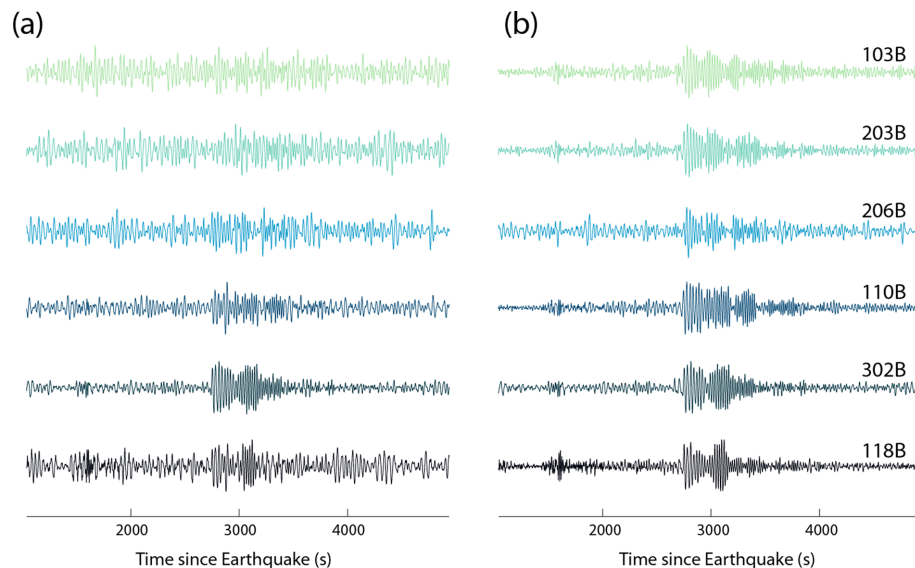 (a)
(b)
103B
203B
206B
110B
302B
118B
2000 3000 4000
2000 3000 4000
Time since Earthquake (s)
Time since Earthquake (s)